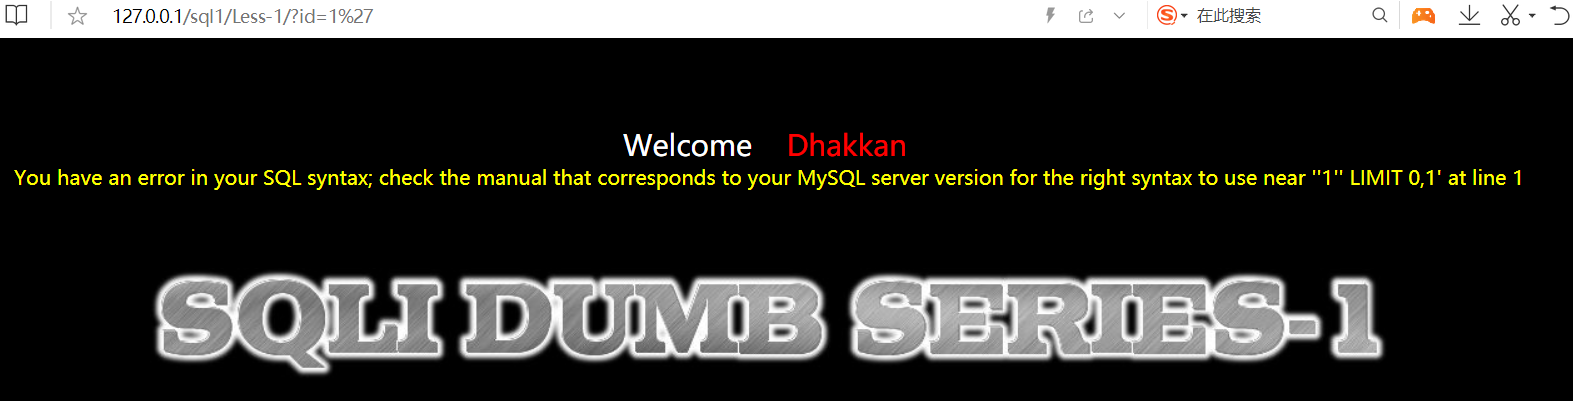 127.0.0.1/sql1/Less-1/?id=1%27
在此搜索
Welcome Dhakkan
You have an error in your SQL syntax; check the manual that corresponds to your MySQL server version for the right syntax to use near ''1'' LIMIT 0,1' at line 1
SQLI DUMB SERIES-1